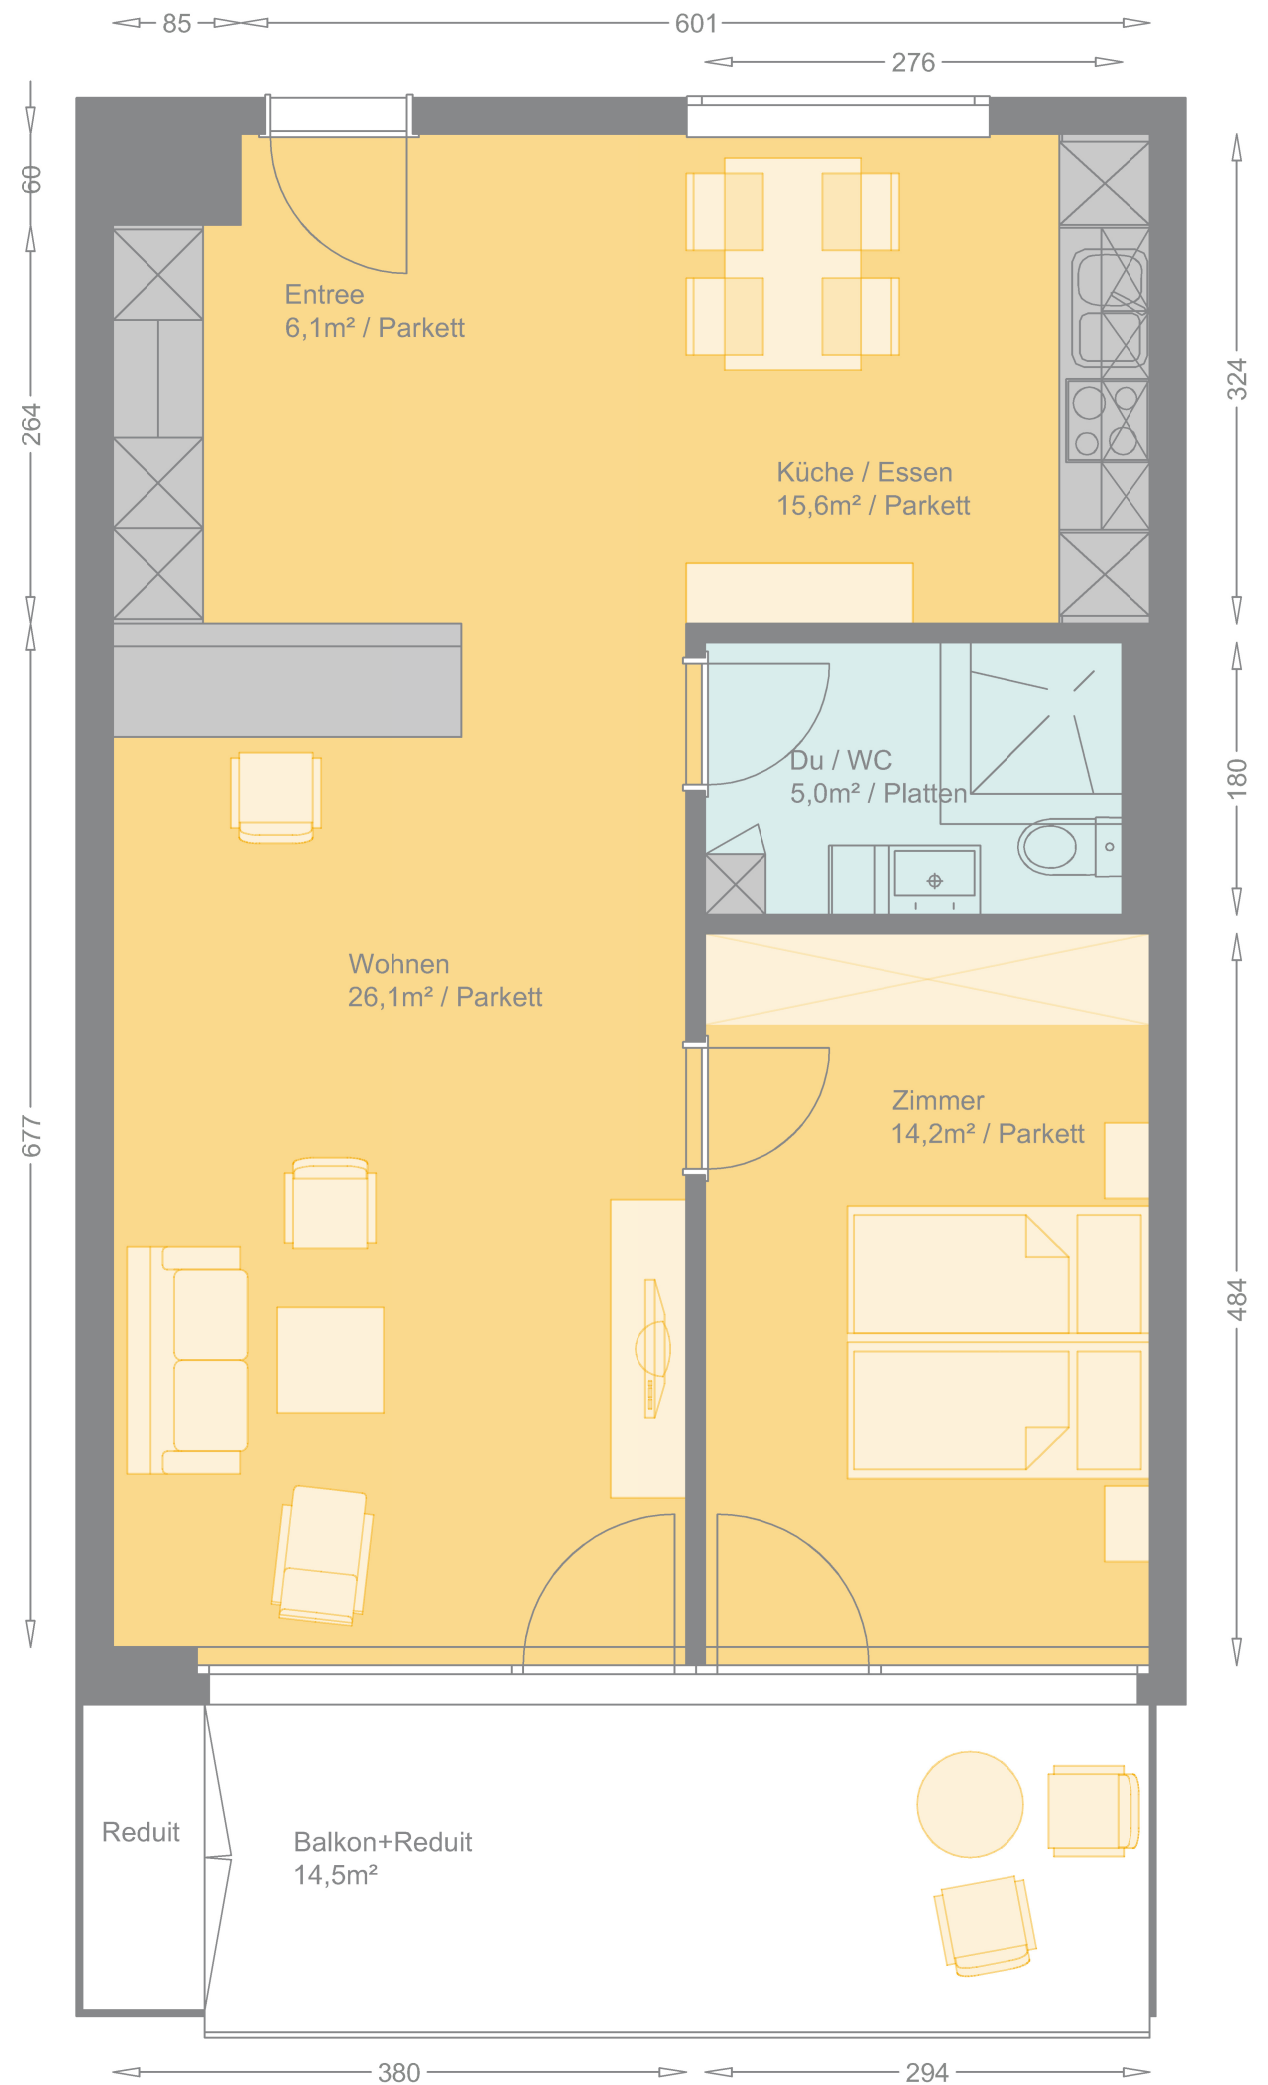 85
601
276
60
264
324
Entree
6,1m² / Parkett
Küche / Essen
15,6m² / Parkett
Du / WC
5,0m² / Platten
180
Wohnen
26,1m² / Parkett
677
Zimmer
14,2m² / Parkett
484
Reduit
Balkon+Reduit
14,5m²
380
294